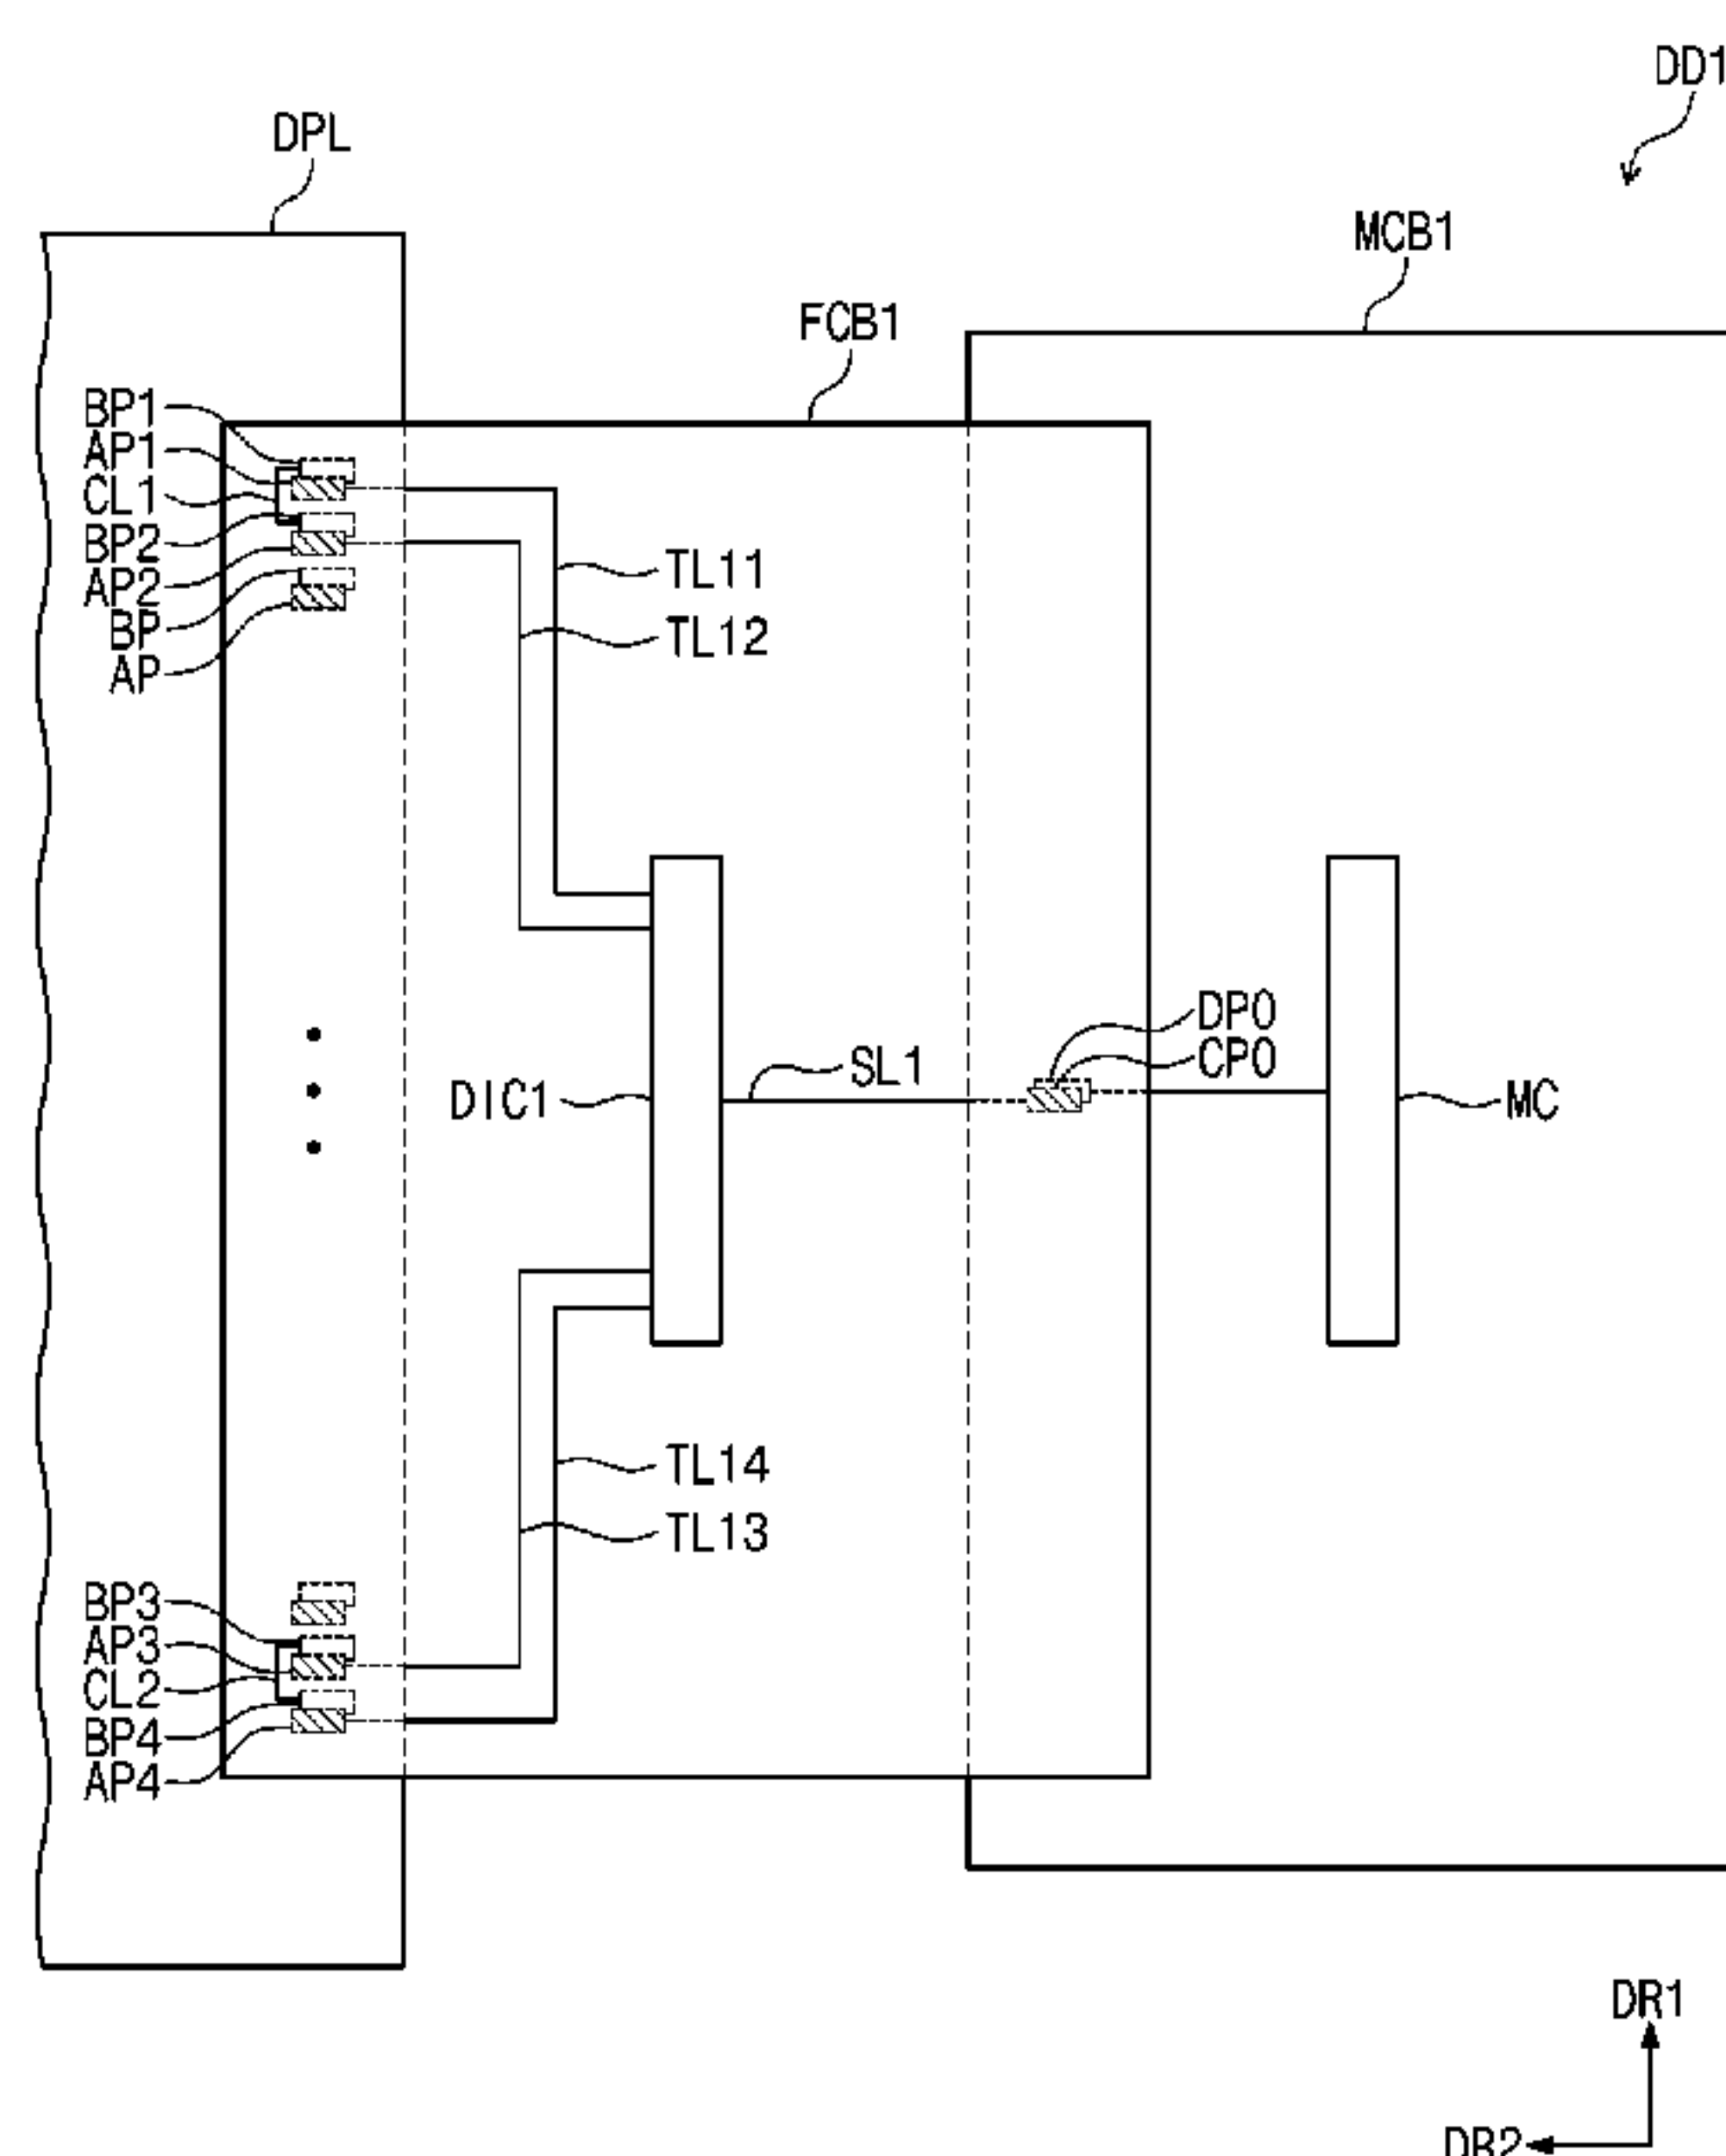 DD1
DPL
MCB1
FCB1
BP1
AP1
CL1
BP2
AP2
BP
AP
TL11
TL12
DP0
CP0
SL1
DIC1
MC
TL14
TL13
BP3
AP3
CL2
BP4
AP4
DR1
DR2